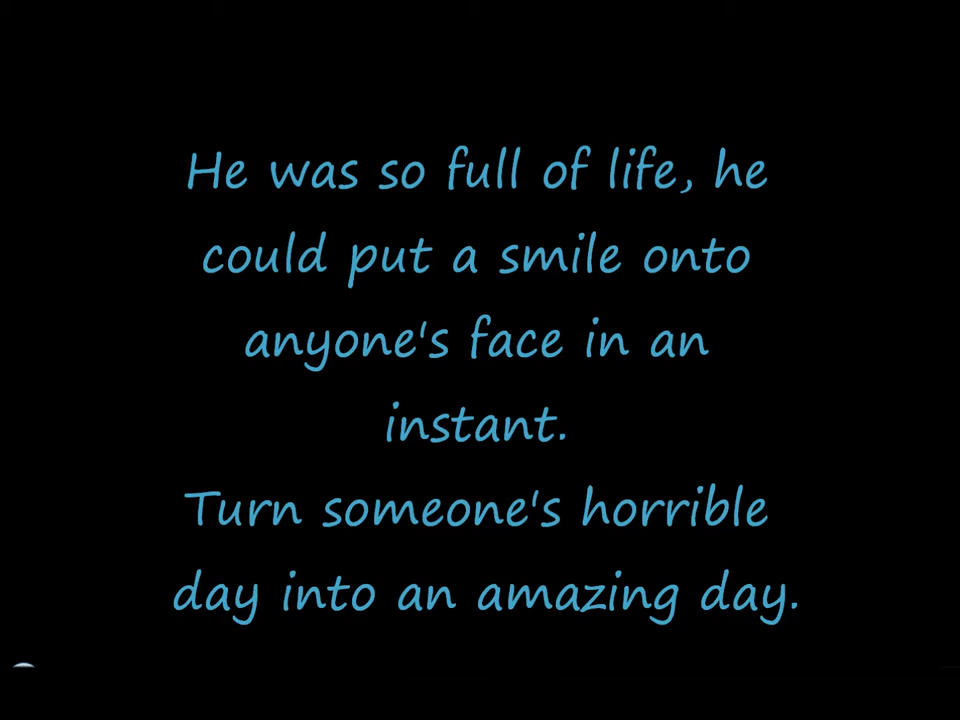 He was so full of life, he
could put a smile onto
anyone's face in an
instant.
Turn someone's horrible
day into an amazing day.